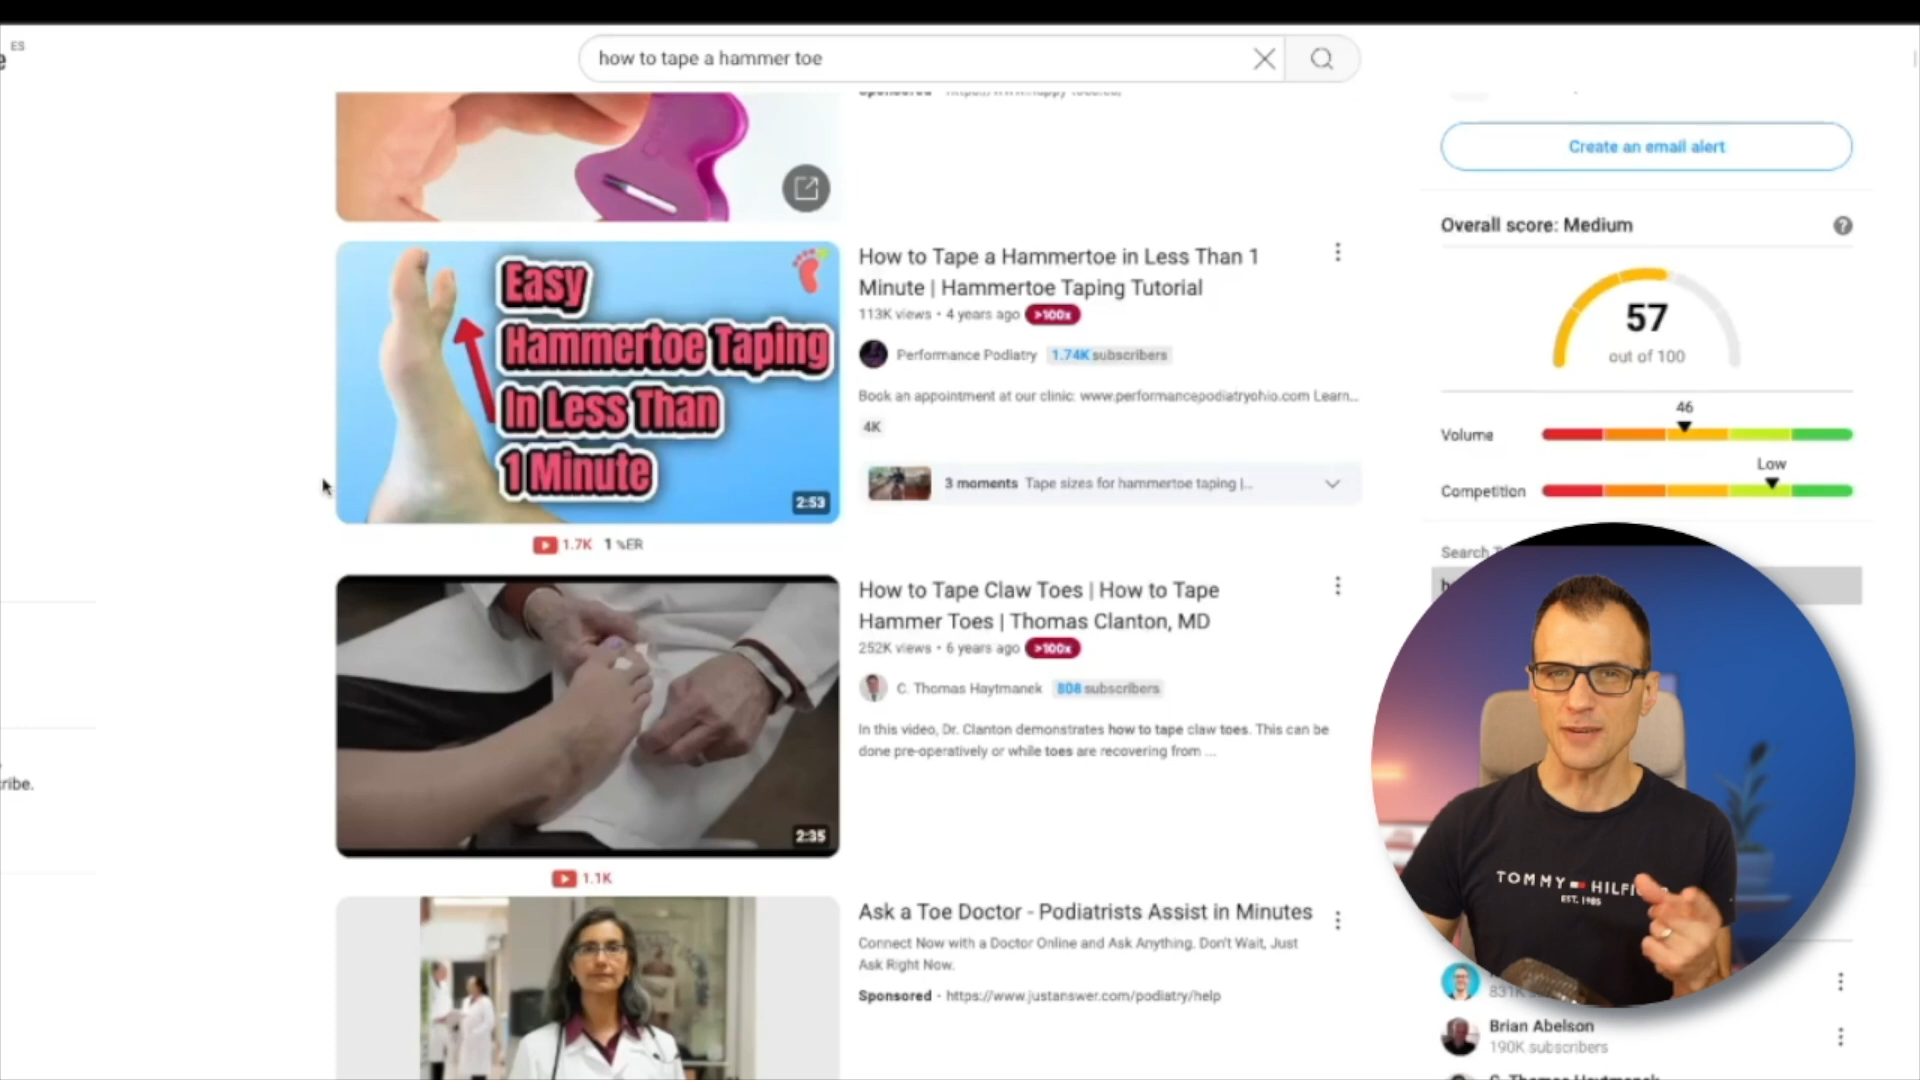 ES
how to tape a hammer toe
Create an email alert
Overall score: Medium
57
out of 100
46
Volume
Low
Competition
Search
Easy
Hammertoe Taping
In Less Than
1 Minute
2:53
1.7K 1 %ER
How to Tape a Hammertoe in Less Than 1
Minute | Hammertoe Taping Tutorial
113K views • 4 years ago >100x
Performance Podiatry 1.74K subscribers
Book an appointment at our clinic: www.performancepodiatryohio.com Learn...
4K
3 moments Tape sizes for hammertoe taping |...
2:35
1.1K
How to Tape Claw Toes | How to Tape
Hammer Toes | Thomas Clanton, MD
252K views • 6 years ago >100x
C. Thomas Haytmanek 808 subscribers
In this video, Dr. Clanton demonstrates how to tape claw toes. This can be
done pre-operatively or while toes are recovering from ...
Ask a Toe Doctor - Podiatrists Assist in Minutes
Connect Now with a Doctor Online and Ask Anything. Don't Wait, Just
Ask Right Now.
Sponsored • https://www.justanswer.com/podiatry/help
cribe.
TOMMY HILFI
EST. 1985
831K
Brian Abelson
190K subscribers